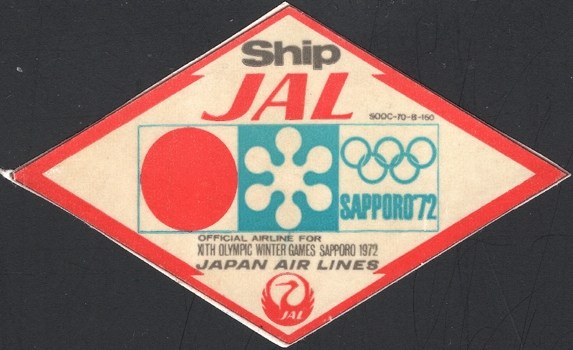 Ship
JAL
SODC-70-B-150
SAPPORO'72
OFFICIAL AIRLINE FOR
XITH OLYMPIC WINTER GAMES SAPPORO 1972
JAPAN AIR LINES
JAL